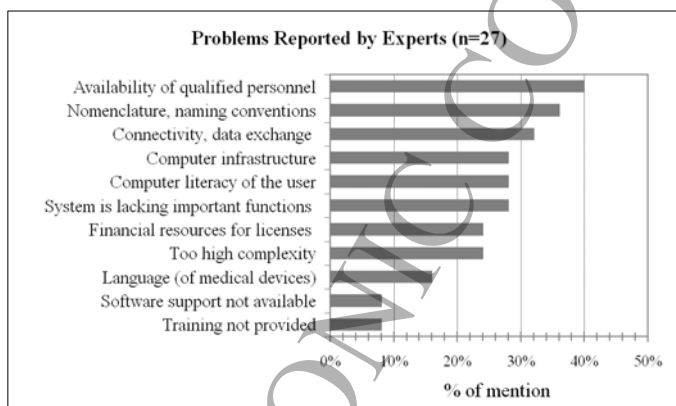 Problems Reported by Experts (n=27)
Availability of qualified personnel
Nomenclature, naming conventions
Connectivity, data exchange
Computer infrastructure
Computer literacy of the user
System is lacking important functions
Financial resources for licenses
Too high complexity
Language (of medical devices)
Software support not available
Training not provided
0% 10% 20% 30% 40% 50%
% of mention
OMIC CO